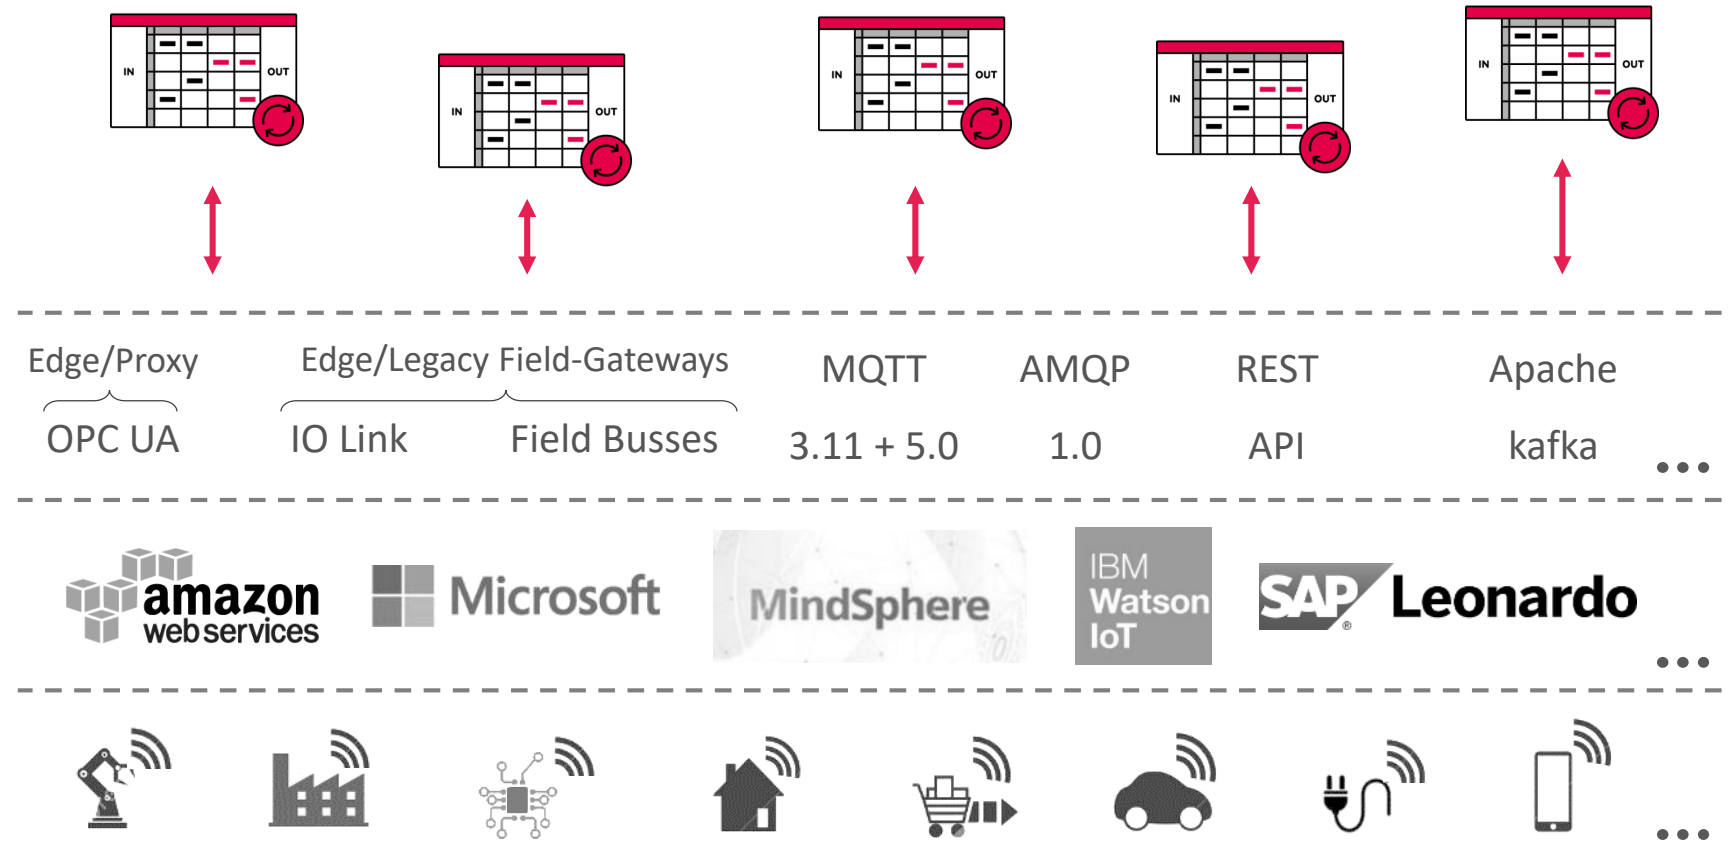 IN OUT
IN OUT
IN OUT
IN OUT
IN OUT
Edge/Proxy
OPC UA
Edge/Legacy Field-Gateways
IO Link Field Busses
MQTT
3.11 + 5.0
AMQP
1.0
REST
API
Apache
kafka
...
amazon
web services
Microsoft
MindSphere
IBM
Watson
IoT
SAP® Leonardo
...
...